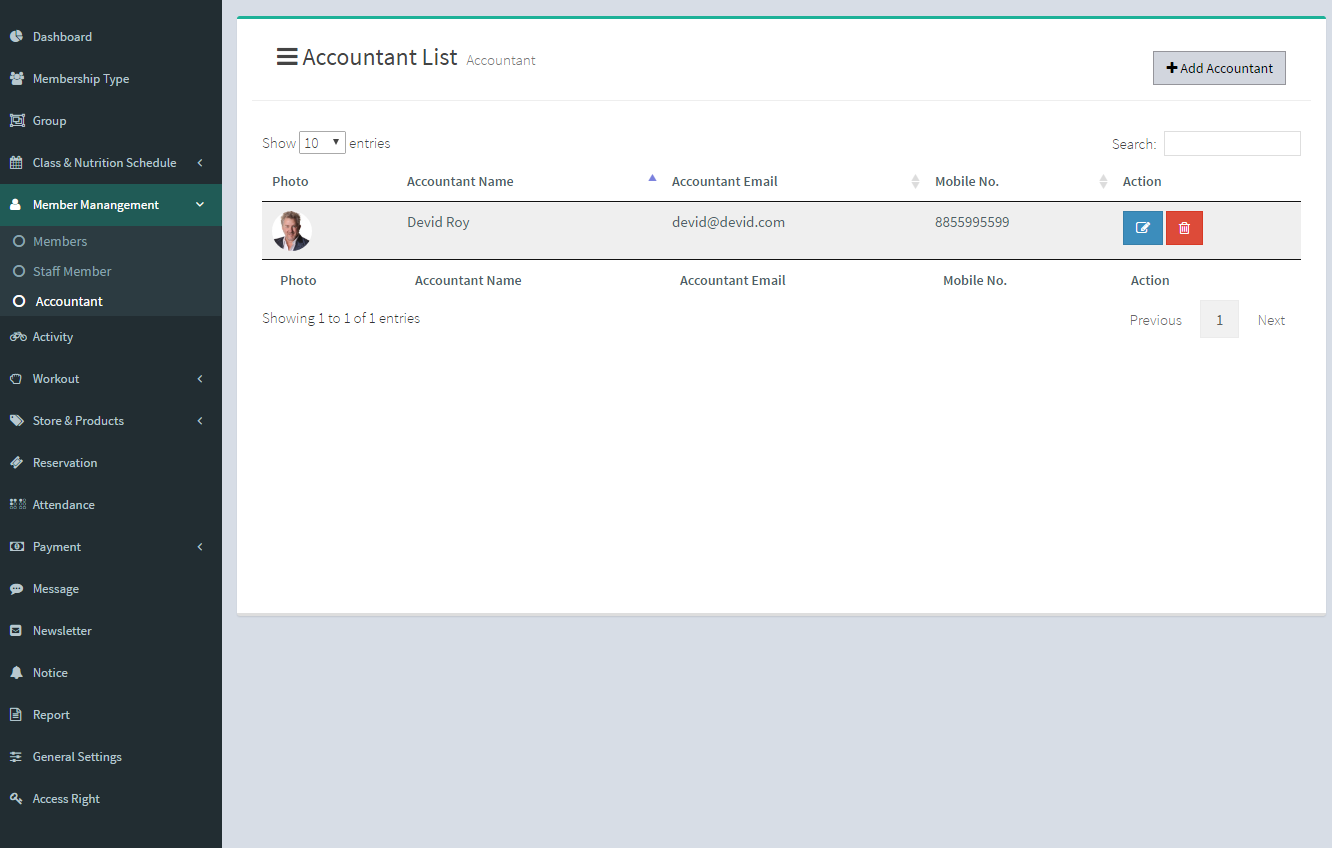 Dashboard
Membership Type
Group
Class & Nutrition Schedule
Member Manangement
Members
Staff Member
Accountant
Activity
Workout
Store & Products
Reservation
Attendance
Payment
Message
Newsletter
Notice
Report
General Settings
Access Right
Accountant List Accountant
Add Accountant
Show 10 entries
Search:
Photo Accountant Name Accountant Email Mobile No. Action
Devid Roy devid@devid.com 8855995599
Photo Accountant Name Accountant Email Mobile No. Action
Showing 1 to 1 of 1 entries
Previous 1 Next